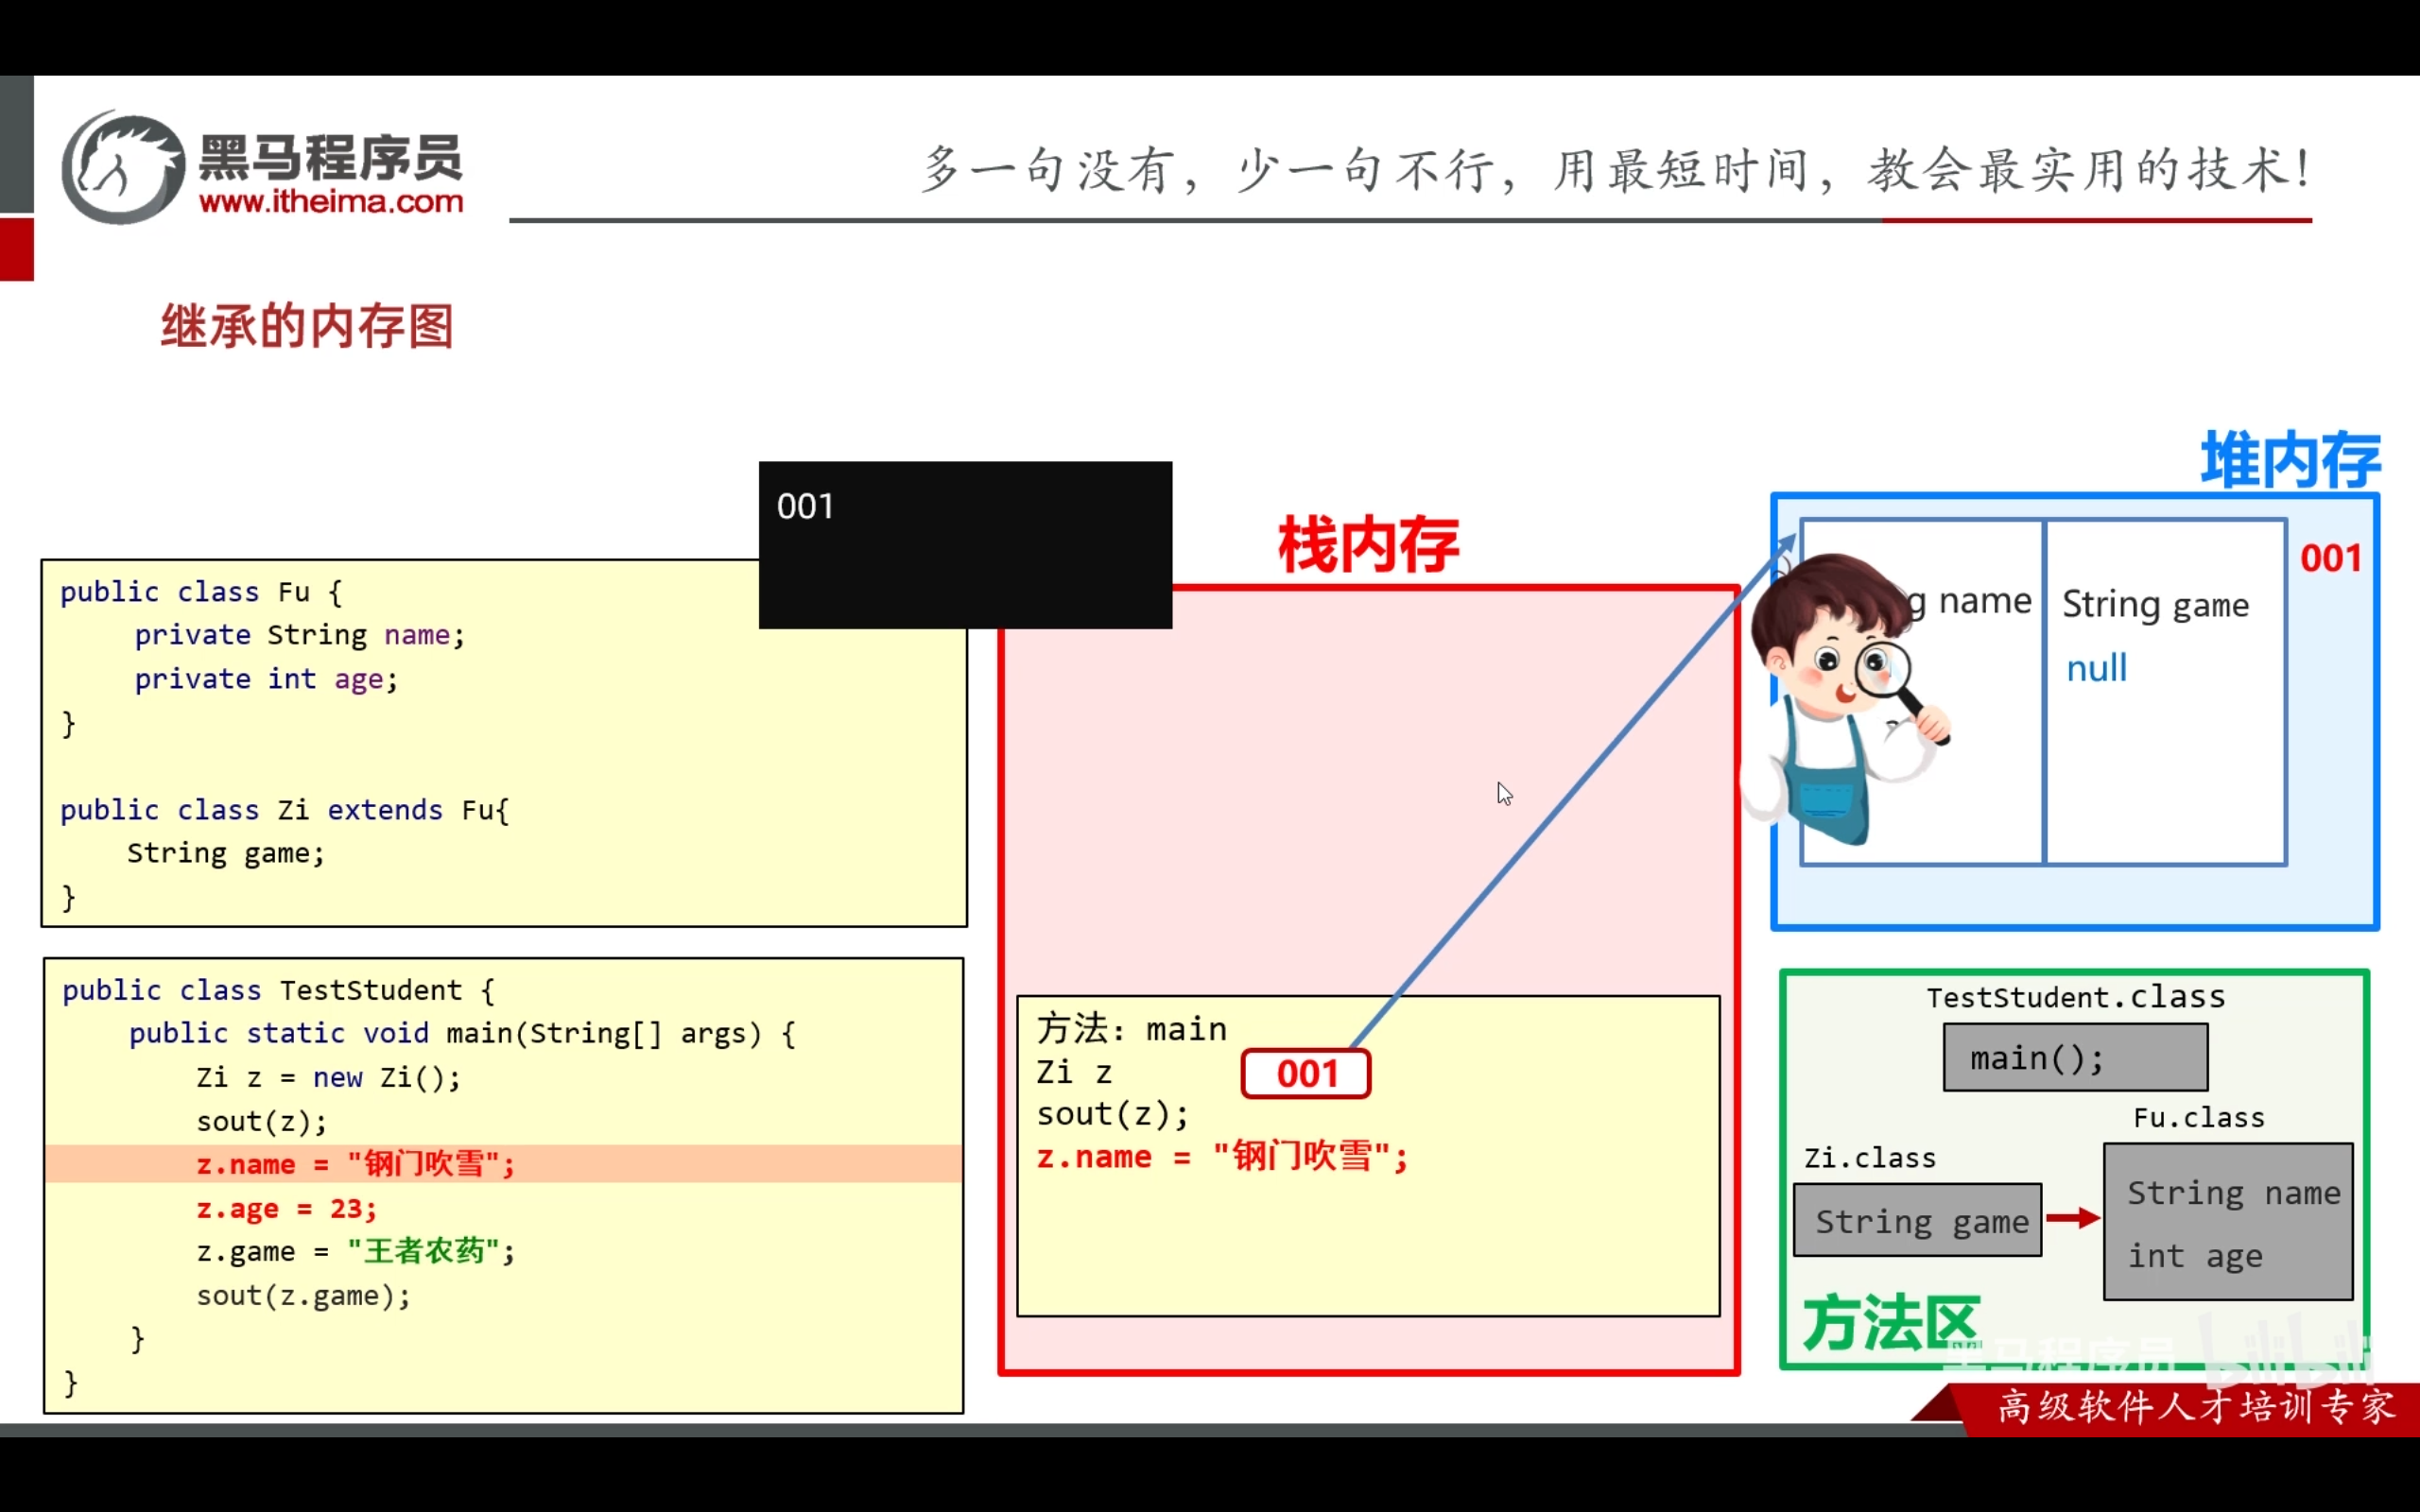 黑马程序员
www.itheima.com
多一句没有，少一句不行，用最短时间，教会最实用的技术！
继承的内存图
001
public class Fu {
private String name;
private int age;
}
public class Zi extends Fu{
String game;
}
public class TestStudent {
public static void main(String[] args) {
Zi z = new Zi();
sout(z);
z.name = "钢门吹雪";
z.age = 23;
z.game = "王者农药";
sout(z.game);
}
}
栈内存
方法：main
Zi z 001
sout(z);
z.name = "钢门吹雪";
堆内存
001
name
String game
null
TestStudent.class
main();
Fu.class
String name
int age
Zi.class
String game
方法区
黑马程序员 bilibili
高级软件人才培训专家